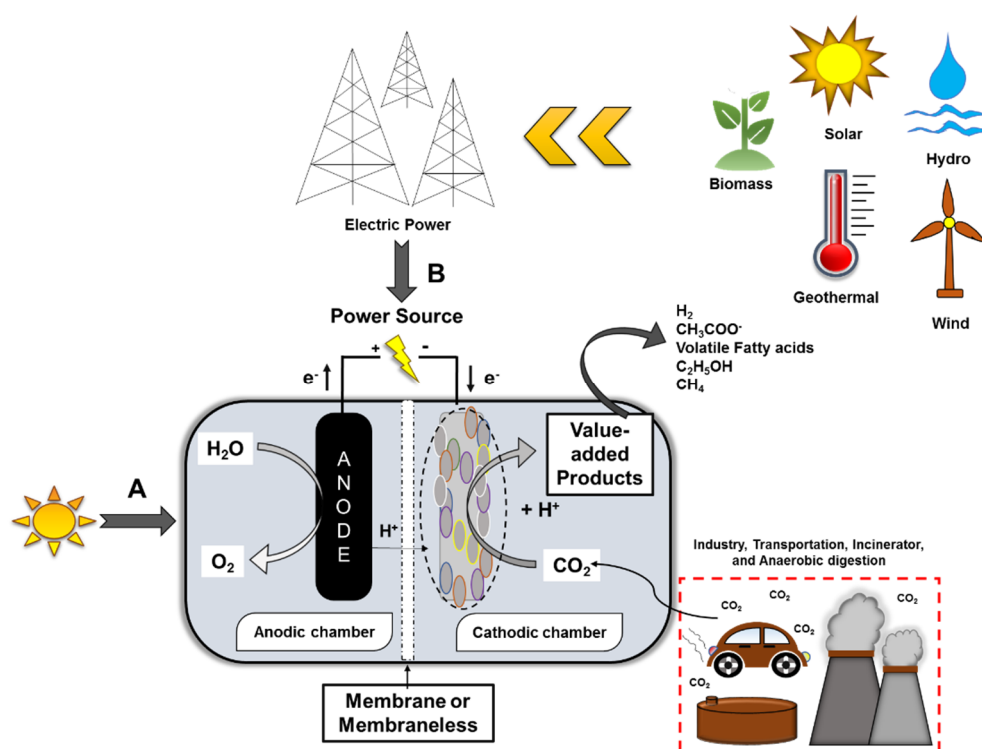 Solar
Hydro
Biomass
Geothermal
Wind
Electric Power
B
Power Source
+
-
e-
e-
H2
CH3COO-
Volatile Fatty acids
C2H5OH
CH4
A
H2O
O2
ANODE
H+
Value-
added
Products
+ H+
CO2
Anodic chamber
Cathodic chamber
Membrane or
Membraneless
Industry, Transportation, Incinerator,
and Anaerobic digestion
CO2
CO2
CO2
CO2
CO2